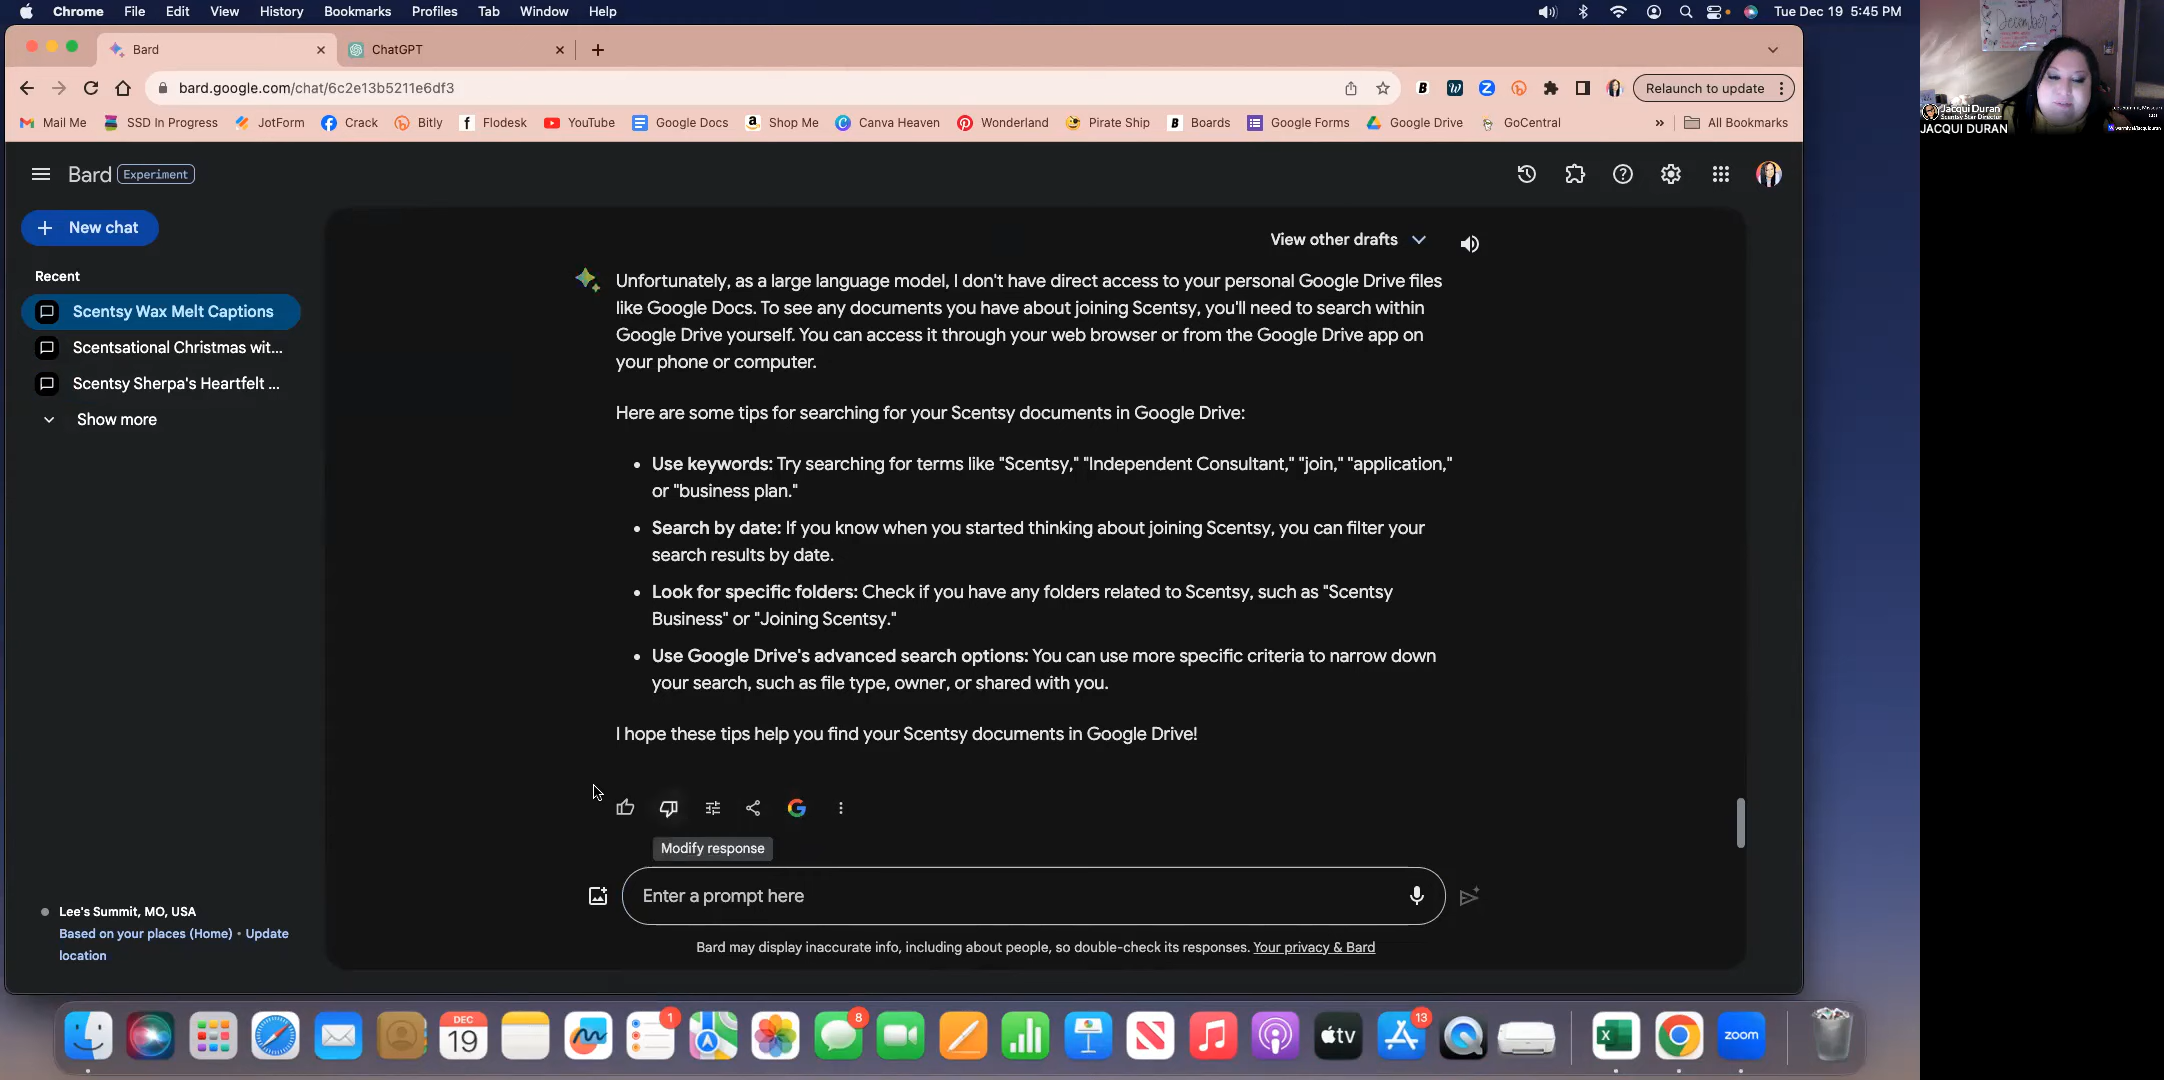 Chrome File Edit View History Bookmarks Profiles Tab Window Help Tue Dec 19 5:45 PM
Bard ChatGPT
bard.google.com/chat/6c2e13b5211e6df3 Relaunch to update
Mail Me SSD In Progress JotForm Crack Bitly Flodesk YouTube Google Docs Shop Me Canva Heaven Wonderland Pirate Ship Boards Google Forms Google Drive GoCentral » All Bookmarks
Bard Experiment
New chat
Recent
Scentsy Wax Melt Captions
Scentsational Christmas wit...
Scentsy Sherpa's Heartfelt ...
Show more
Lee's Summit, MO, USA
Based on your places (Home) • Update
location
View other drafts
Unfortunately, as a large language model, I don't have direct access to your personal Google Drive files
like Google Docs. To see any documents you have about joining Scentsy, you'll need to search within
Google Drive yourself. You can access it through your web browser or from the Google Drive app on
your phone or computer.
Here are some tips for searching for your Scentsy documents in Google Drive:
• Use keywords: Try searching for terms like "Scentsy," "Independent Consultant," "join," "application,"
or "business plan."
• Search by date: If you know when you started thinking about joining Scentsy, you can filter your
search results by date.
• Look for specific folders: Check if you have any folders related to Scentsy, such as "Scentsy
Business" or "Joining Scentsy."
• Use Google Drive's advanced search options: You can use more specific criteria to narrow down
your search, such as file type, owner, or shared with you.
I hope these tips help you find your Scentsy documents in Google Drive!
Modify response
Enter a prompt here
Bard may display inaccurate info, including about people, so double-check its responses. Your privacy & Bard
December
Jacqui Duran
Scentsy Star Director
JACQUI DURAN
DEC
19
1
8
tv
13
zoom